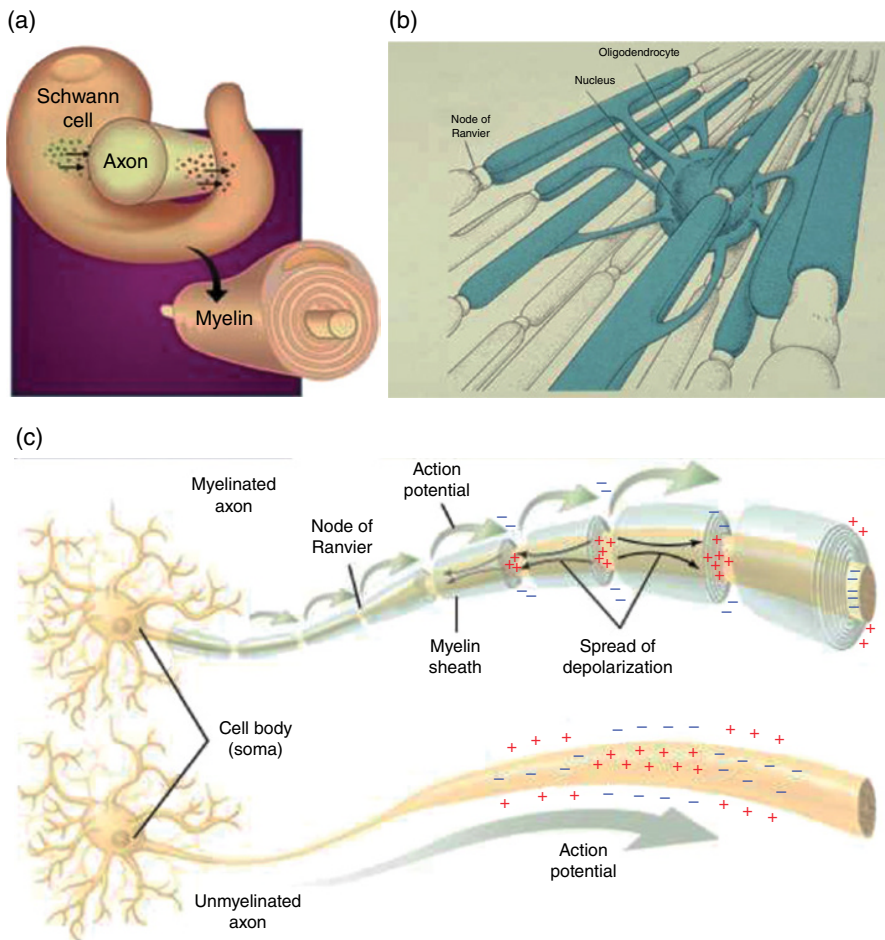 (a)
Schwann
cell
Axon
Myelin
(b)
Oligodendrocyte
Nucleus
Node of
Ranvier
(c)
Myelinated
axon
Action
potential
Node of
Ranvier
Myelin
sheath
Spread of
depolarization
Cell body
(soma)
Action
potential
Unmyelinated
axon